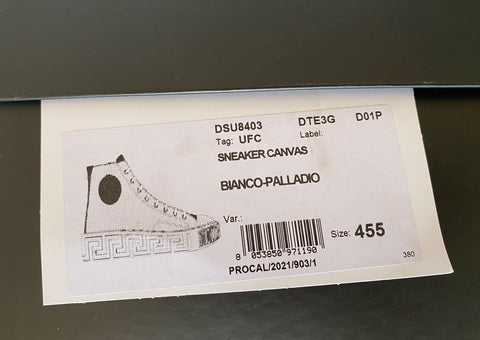 DSU8403 DTE3G D01P
Tag: UFC Label:
SNEAKER CANVAS
BIANCO-PALLADIO
Var.:
Size: 455
8 053850 971190
PROCAL/2021/903/1
380